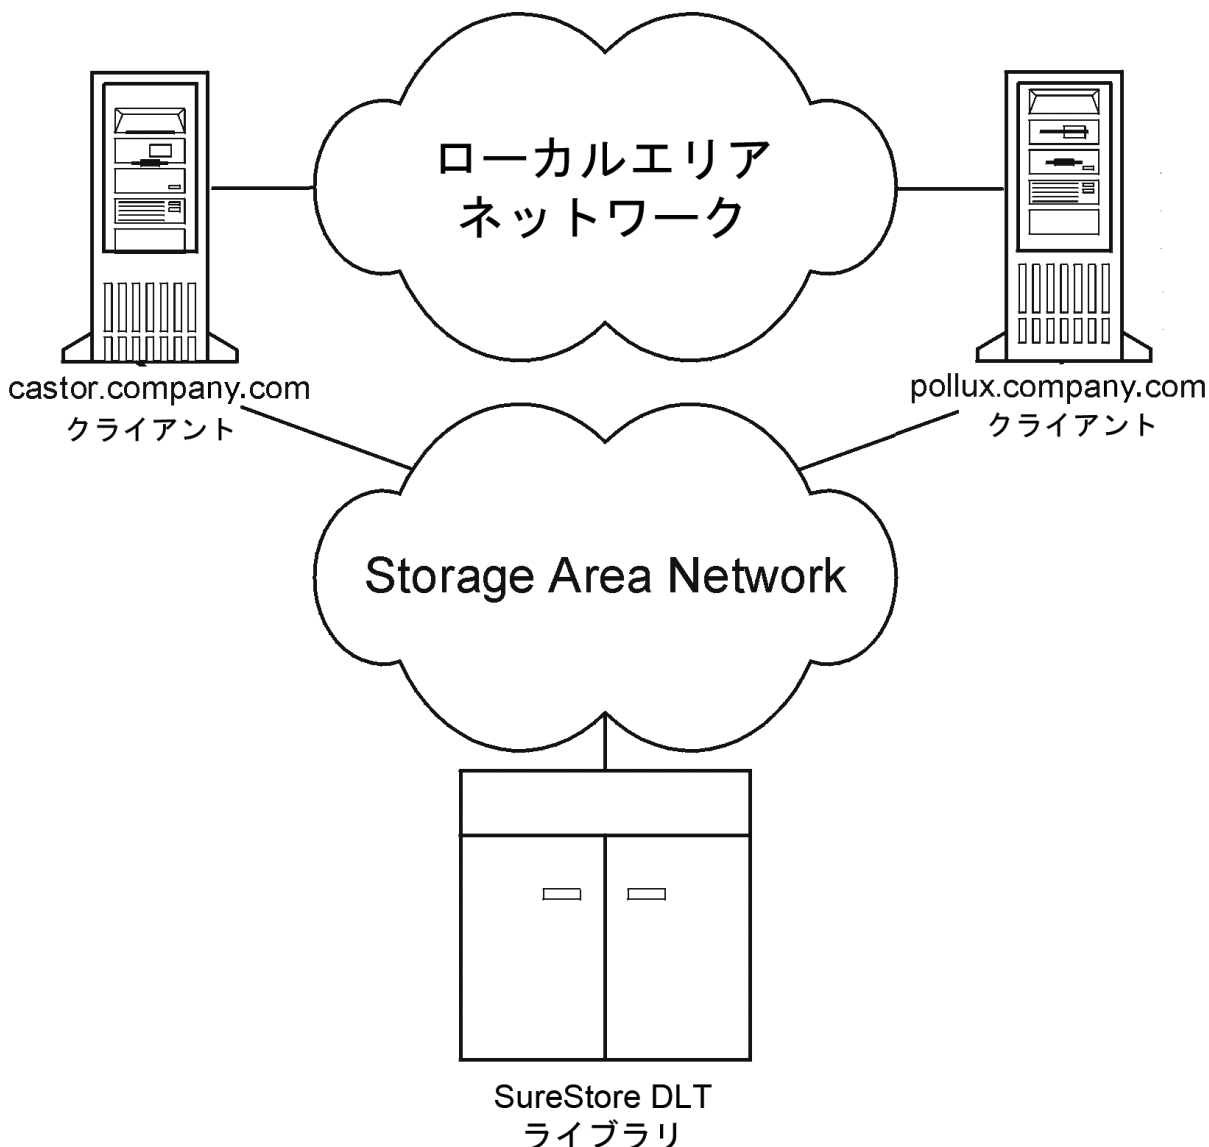 ローカルエリア
ネットワーク
castor.company.com
クライアント
pollux.company.com
クライアント
Storage Area Network
SureStore DLT
ライブラリ